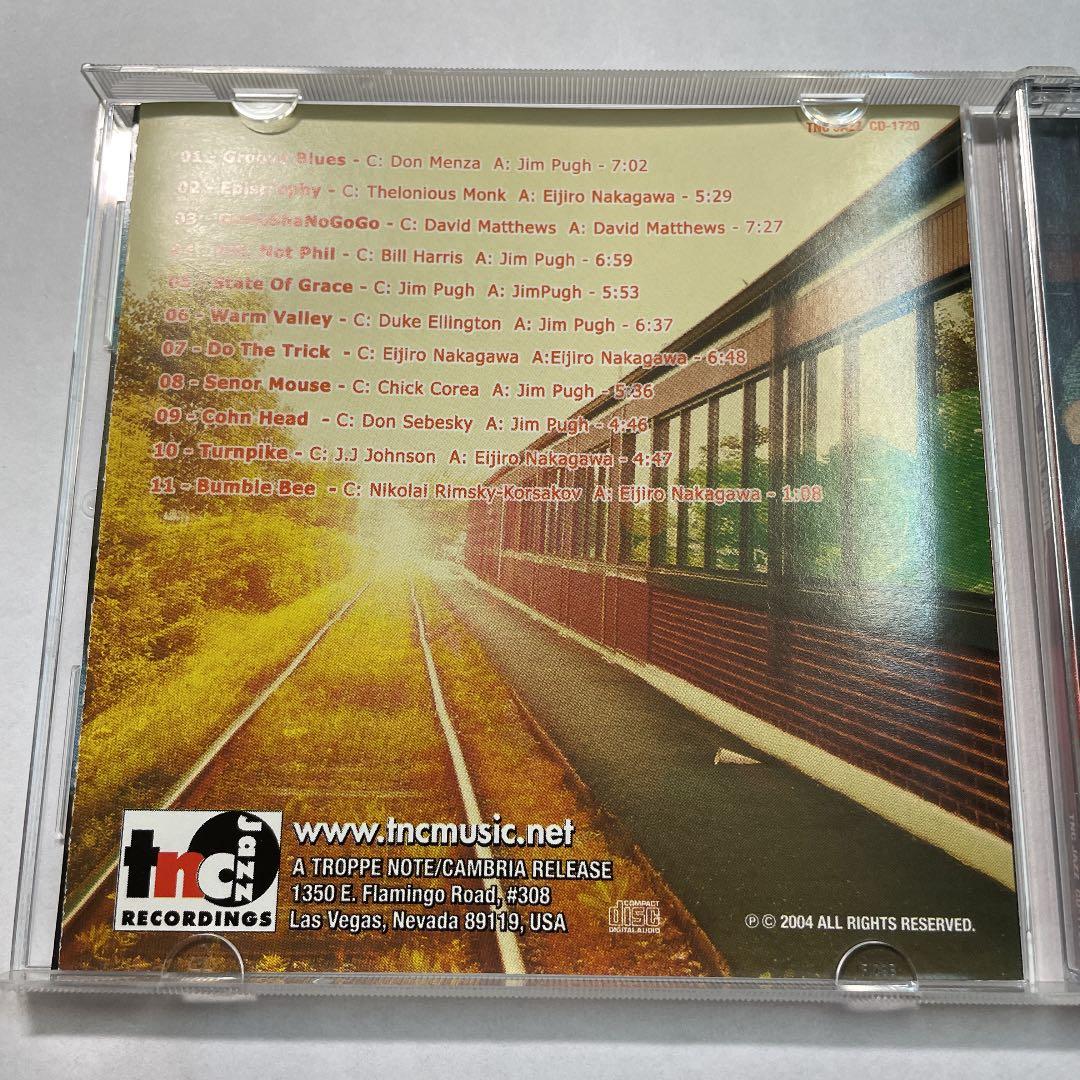 TNC JAZZ CD-1720
01 - Groove Blues - C: Don Menza A: Jim Pugh - 7:02
02 - Epistrophy - C: Thelonious Monk A: Eijiro Nakagawa - 5:29
03 - - C: David Matthews A: David Matthews - 7:27
Not Phil - C: Bill Harris A: Jim Pugh - 6:59
05 - State Of Grace - C: Jim Pugh A: JimPugh - 5:53
06 - Warm Valley - C: Duke Ellington A: Jim Pugh - 6:37
07 - Do The Trick - C: Eijiro Nakagawa A:Eijiro Nakagawa - 6:48
08 - Senor Mouse - C: Chick Corea A: Jim Pugh - 5:36
09 - Cohn Head - C: Don Sebesky A: Jim Pugh - 4:46
10 - Turnpike - C: J.J Johnson A: Eijiro Nakagawa - 4:47
11 - Bumble Bee - C: Nikolai Rimsky-Korsakov A: Eijiro Nakagawa - 1:08
tnc Jazz
RECORDINGS
www.tncmusic.net
A TROPPE NOTE/CAMBRIA RELEASE
1350 E. Flamingo Road, #308
Las Vegas, Nevada 89119, USA
COMPACT
disc
DIGITAL AUDIO
℗ © 2004 ALL RIGHTS RESERVED.